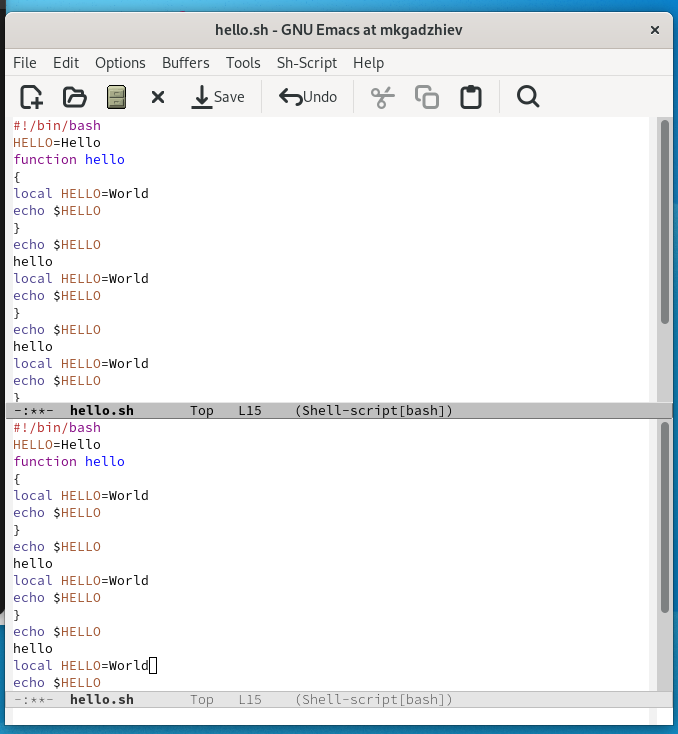 hello.sh - GNU Emacs at mkgadzhiev
File Edit Options Buffers Tools Sh-Script Help
Save Undo
#!/bin/bash
HELLO=Hello
function hello
{
local HELLO=World
echo $HELLO
}
echo $HELLO
hello
local HELLO=World
echo $HELLO
}
echo $HELLO
hello
local HELLO=World
echo $HELLO
}
-:**- hello.sh Top L15 (Shell-script[bash])
#!/bin/bash
HELLO=Hello
function hello
{
local HELLO=World
echo $HELLO
}
echo $HELLO
hello
local HELLO=World
echo $HELLO
}
echo $HELLO
hello
local HELLO=World
echo $HELLO
-:**- hello.sh Top L15 (Shell-script[bash])